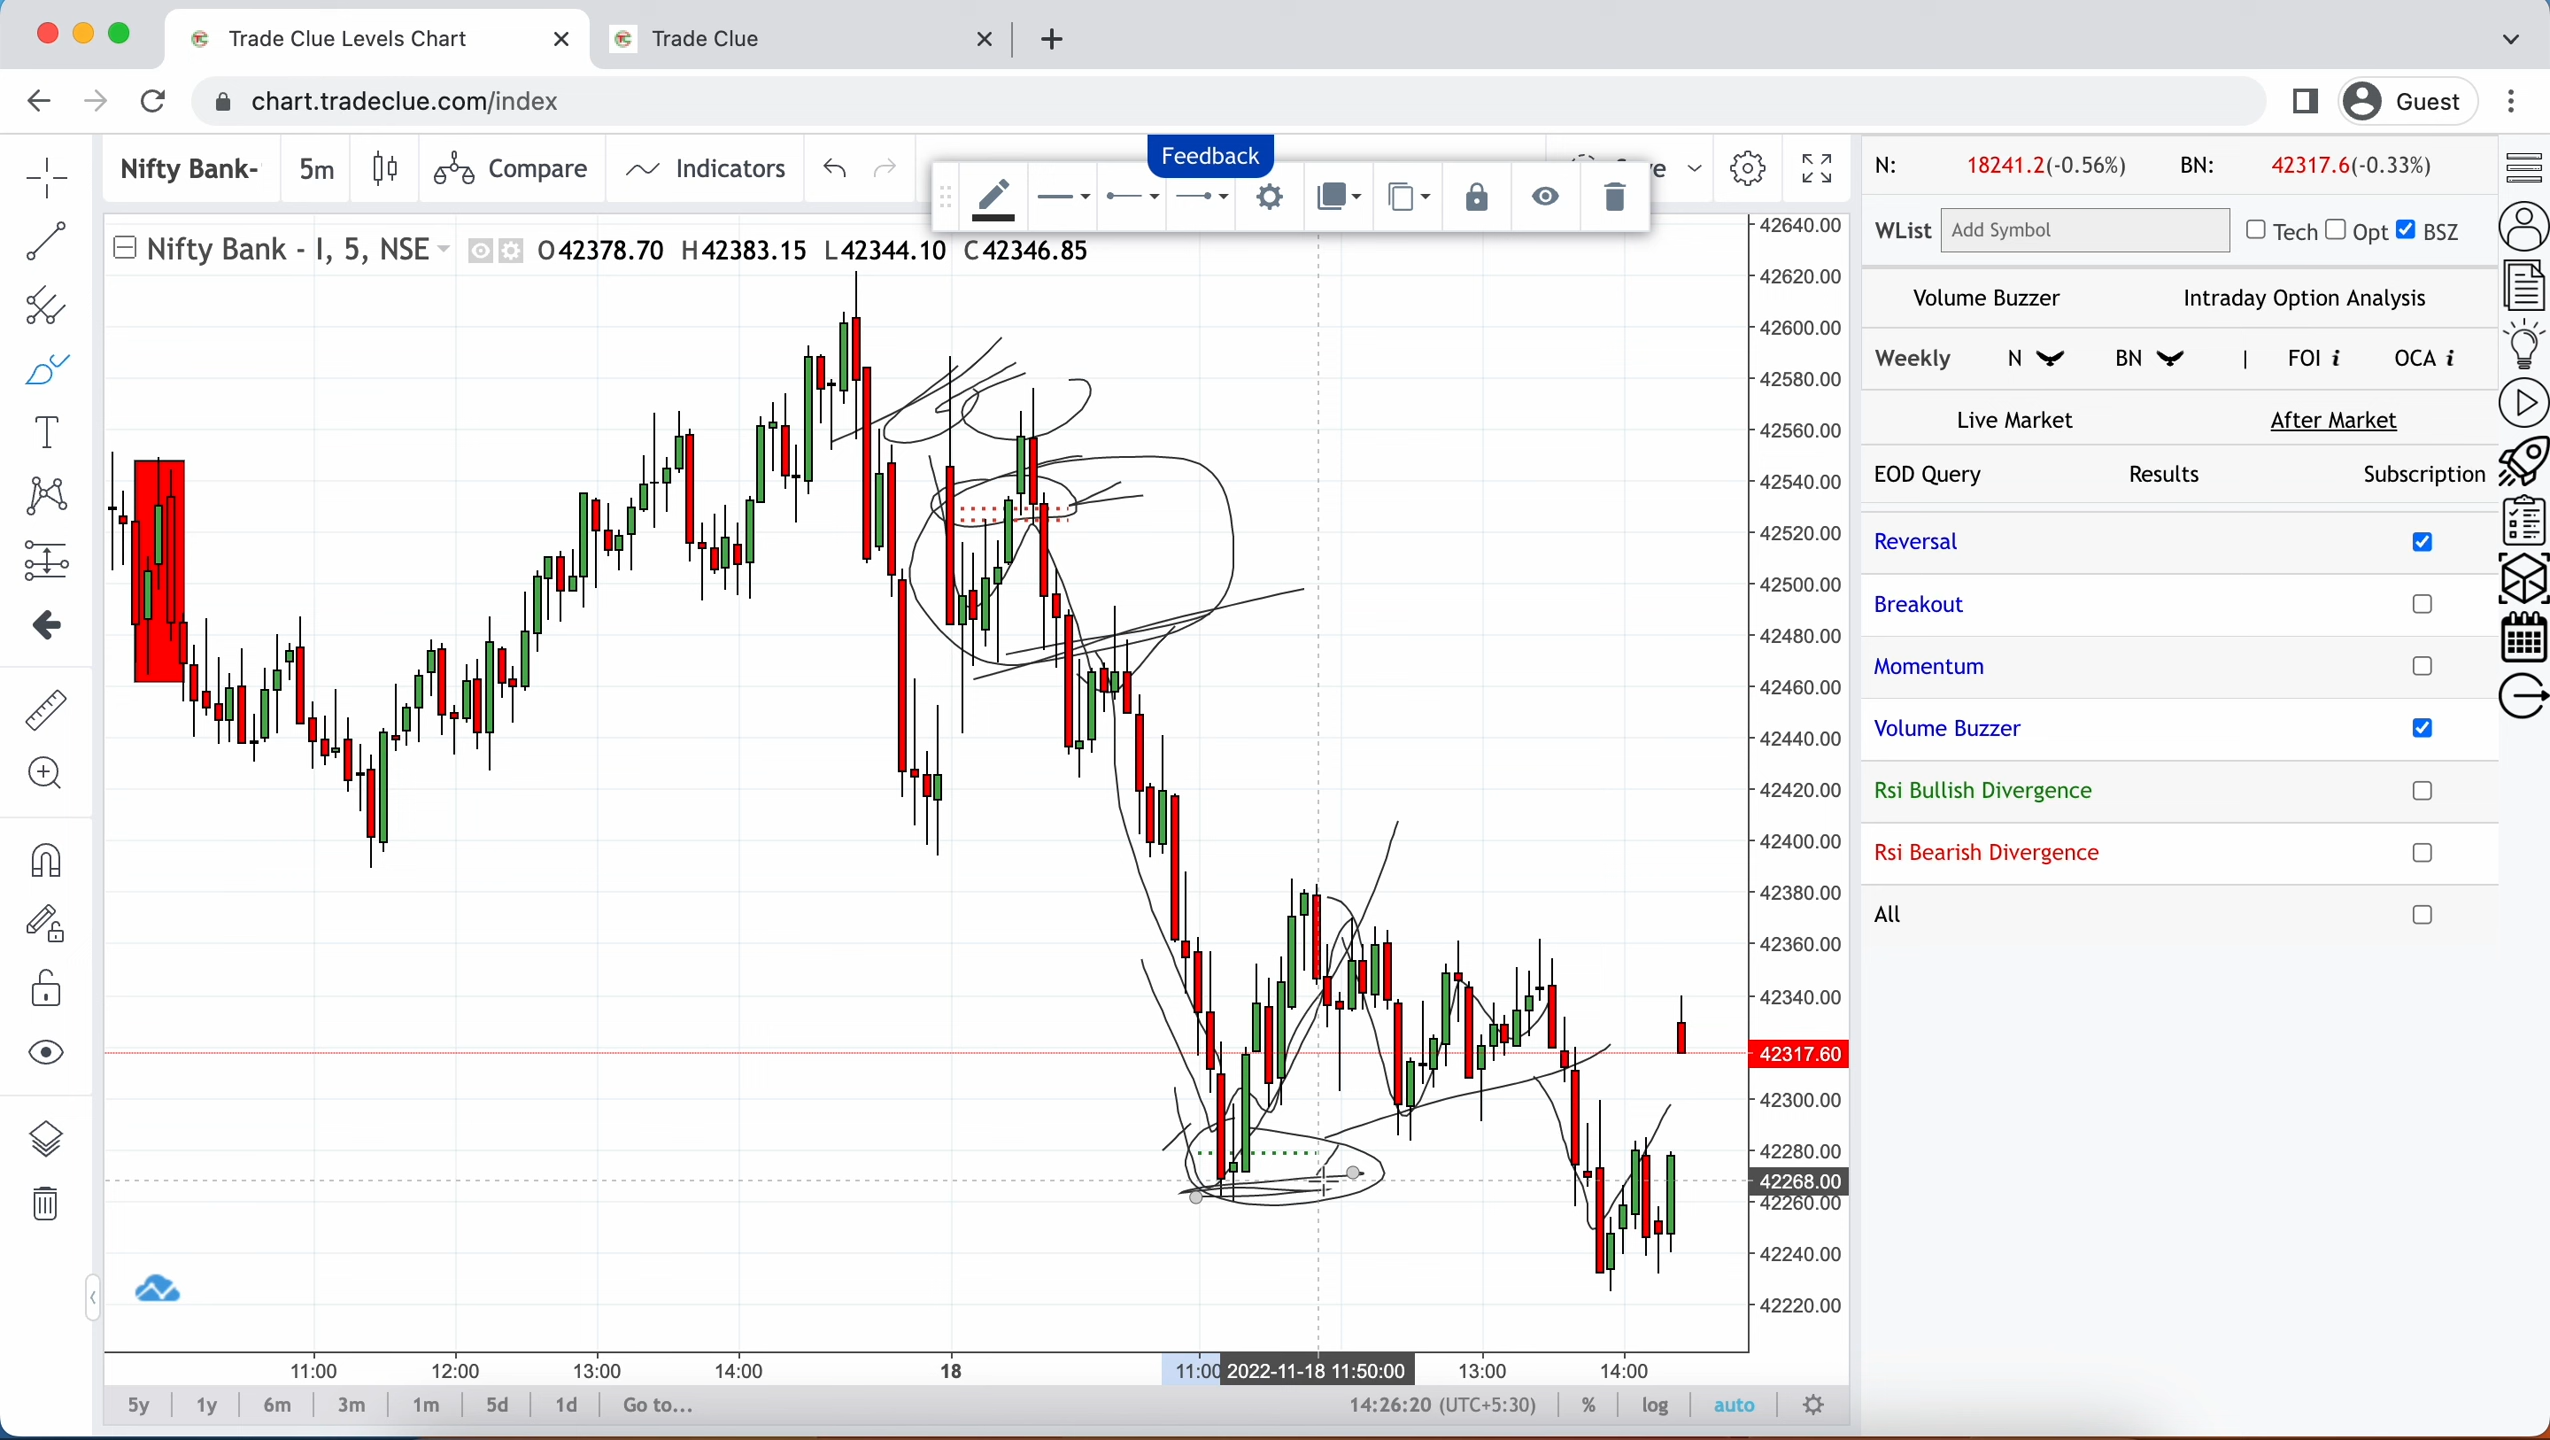 Trade Clue Levels Chart
Trade Clue
chart.tradeclue.com/index
Guest
Nifty Bank-
5m
Compare
Indicators
Feedback
Nifty Bank - I, 5, NSE
O42378.70 H42383.15 L42344.10 C42346.85
N: 18241.2(-0.56%) BN: 42317.6(-0.33%)
WList Add Symbol Tech Opt BSZ
Volume Buzzer Intraday Option Analysis
Weekly N BN | FOI i OCA i
Live Market After Market
EOD Query Results Subscription
Reversal
Breakout
Momentum
Volume Buzzer
Rsi Bullish Divergence
Rsi Bearish Divergence
All
42640.00
42620.00
42600.00
42580.00
42560.00
42540.00
42520.00
42500.00
42480.00
42460.00
42440.00
42420.00
42400.00
42380.00
42360.00
42340.00
42317.60
42300.00
42280.00
42268.00
42260.00
42240.00
42220.00
11:00 12:00 13:00 14:00 18 11:00 2022-11-18 11:50:00 13:00 14:00
5y 1y 6m 3m 1m 5d 1d Go to... 14:26:20 (UTC+5:30) % log auto